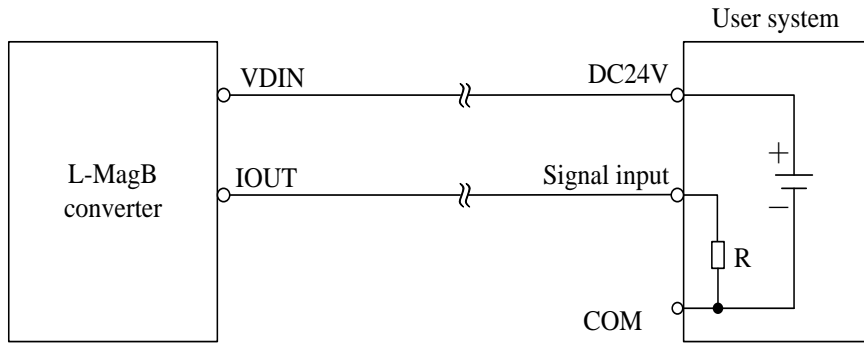 User system
VDIN
DC24V
L-MagB
converter
IOUT
Signal input
+
−
R
COM